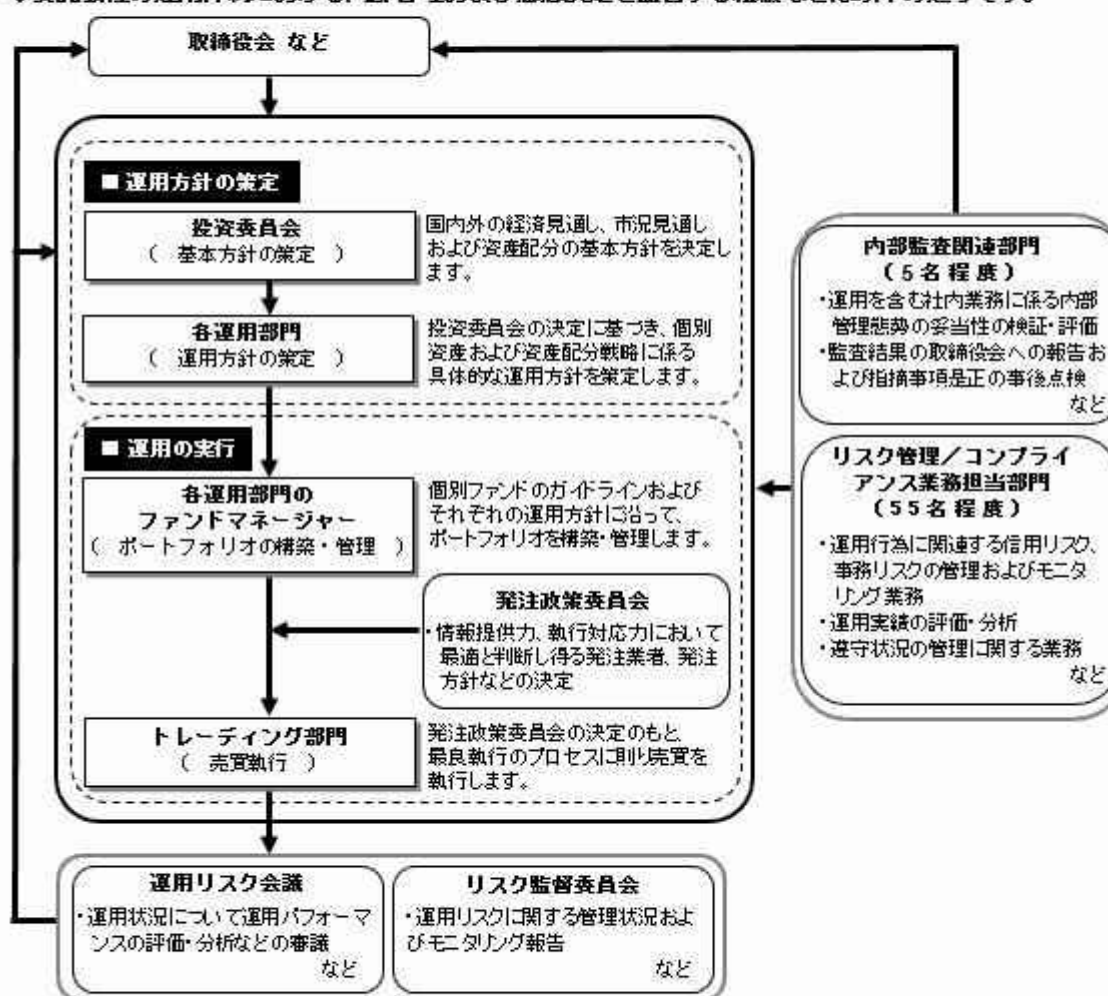 取締役会 など
■ 運用方針の策定
投資委員会
（ 基本方針の策定 ）
国内外の経済見通し、市況見通し
および資産配分の基本方針を決定し
ます。
各運用部門
（ 運用方針の策定 ）
投資委員会の決定に基づき、個別
資産および資産配分戦略に係る
具体的な運用方針を策定します。
■ 運用の実行
各運用部門の
ファンドマネージャー
（ ポートフォリオの構築・管理 ）
個別ファンドのガイドラインおよび
それぞれの運用方針に沿って、
ポートフォリオを構築・管理します。
発注政策委員会
・情報提供力、執行対応力において
最適と判断し得る発注業者、発注
方針などの決定
トレーディング部門
（ 売買執行 ）
発注政策委員会の決定のもと
最良執行のプロセスに則り売買を
執行します。
内部監査関連部門
（５名程度）
・運用を含む社内業務に係る内部
管理態勢の妥当性の検証・評価
・監査結果の取締役会への報告お
よび指摘事項是正の事後点検
など
リスク管理／コンプライ
アンス業務担当部門
（５５名程度）
・運用行為に関連する信用リスク、
事務リスクの管理およびモニタ
リング業務
・運用実績の評価・分析
・遵守状況の管理に関する業務
など
運用リスク会議
・運用状況について運用パフォーマ
ンスの評価・分析などの審議
など
リスク監督委員会
・運用リスクに関する管理状況およ
びモニタリング報告
など